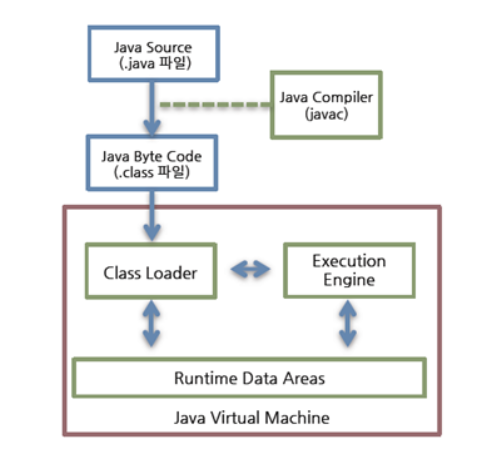 Java Source
(.java 파일)
Java Compiler
(javac)
Java Byte Code
(.class 파일)
Class Loader
Execution
Engine
Runtime Data Areas
Java Virtual Machine